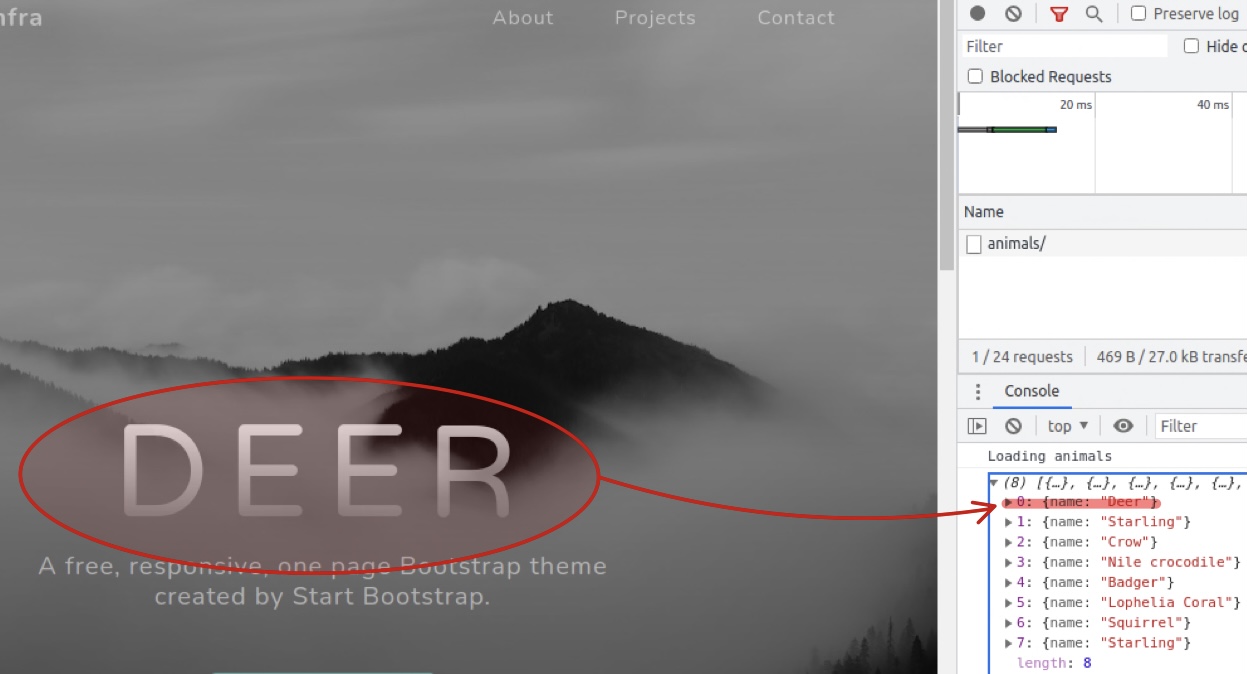 nfra
About Projects Contact
DEER
A free, responsive, one page Bootstrap theme
created by Start Bootstrap.
Preserve log
Filter
Hide
Blocked Requests
20 ms 40 ms
Name
animals/
1 / 24 requests 469 B / 27.0 kB transfe
Console
top ▼ Filter
Loading animals
▼(8) [{…}, {…}, {…}, {…}, {…},
▶0: {name: "Deer"}
▶1: {name: "Starling"}
▶2: {name: "Crow"}
▶3: {name: "Nile crocodile"}
▶4: {name: "Badger"}
▶5: {name: "Lophelia Coral"}
▶6: {name: "Squirrel"}
▶7: {name: "Starling"}
length: 8